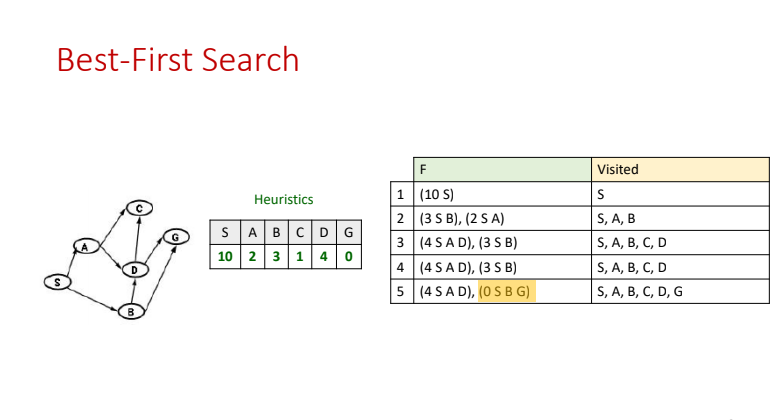 Best-First Search
C
G
A
D
S
B
Heuristics
S A B C D G
10 2 3 1 4 0
F Visited
1 (10 S) S
2 (3 S B), (2 S A) S, A, B
3 (4 S A D), (3 S B) S, A, B, C, D
4 (4 S A D), (3 S B) S, A, B, C, D
5 (4 S A D), (0 S B G) S, A, B, C, D, G